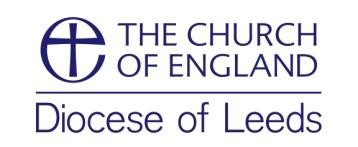 THE CHURCH
OF ENGLAND
Diocese of Leeds